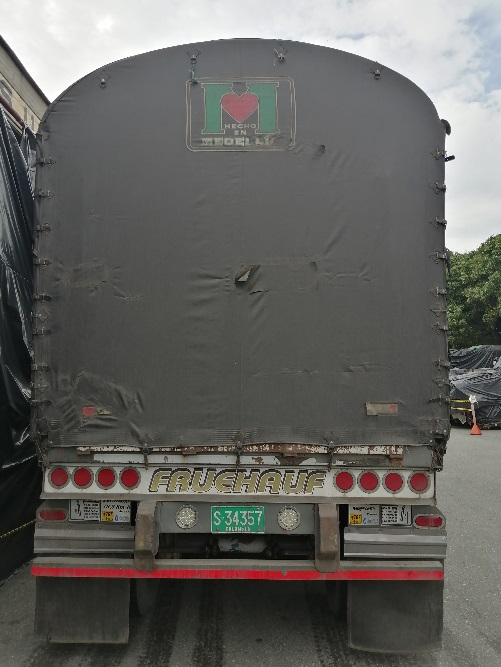 M
HECHO
EN
MEDELLIN
FRUEHAUF
S-34357
COLOMBIA